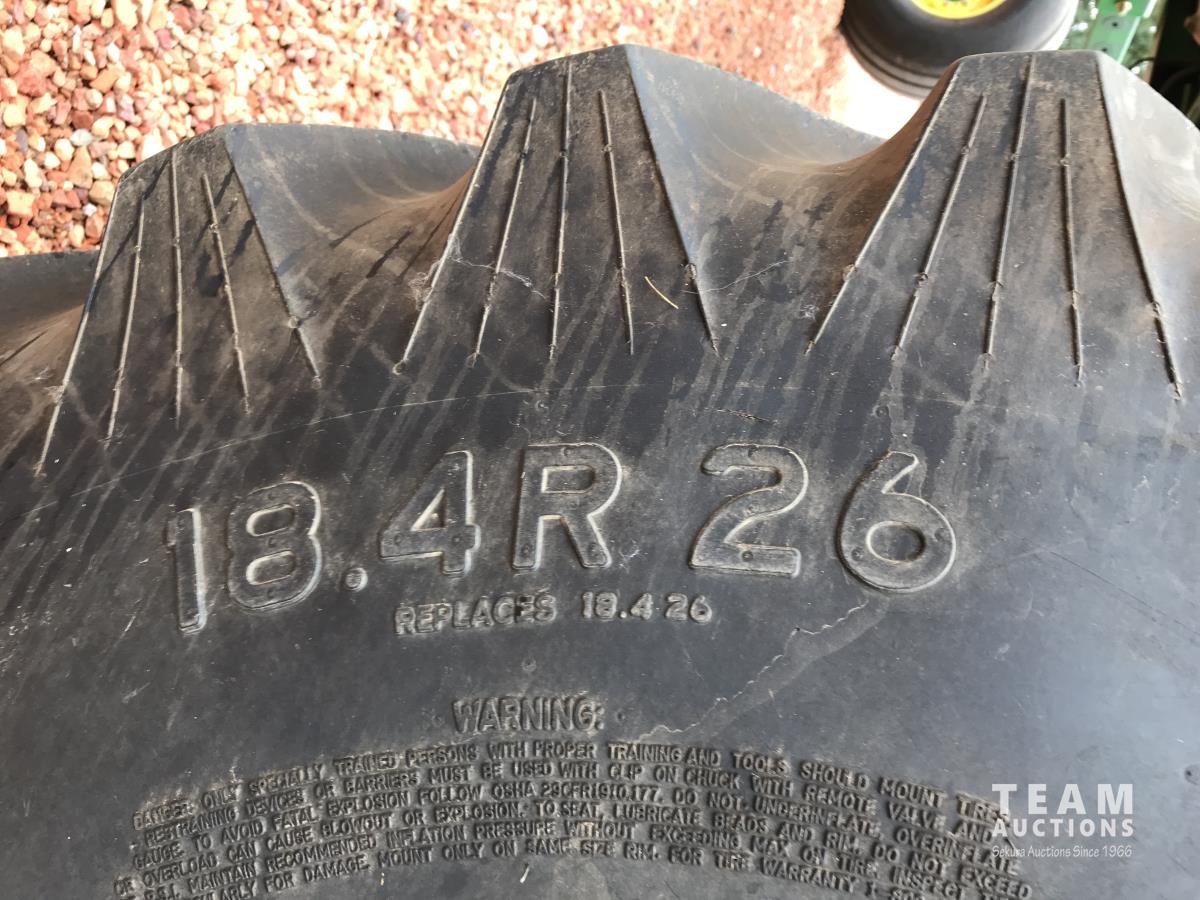 18.4R 26
REPLACES 18.4 26
WARNING:
DANGER: ONLY SPECIALLY TRAINED PERSONS WITH PROPER TRAINING AND TOOLS SHOULD MOUNT TIRES
RESTRAINING DEVICES OR BARRIERS MUST BE USED WITH CLIP ON CHUCK WITH REMOTE VALVE AND
GAUGE TO AVOID FATAL EXPLOSION FOLLOW OSHA 29CFR1910.177. DO NOT UNDERINFLATE, OVERINFLATE
OR OVERLOAD, CAN CAUSE BLOWOUT OR EXPLOSION. TO SEAT, LUBRICATE BEADS AND RIM. DO NOT EXCEED
P.S.I. MAINTAIN RECOMMENDED INFLATION PRESSURE WITHOUT EXCEEDING MAX ON TIRE. INSPECT TIRE
FOR DAMAGE, MOUNT ONLY ON SAME SIZE RIM. FOR TIRE WARRANTY
TEAM
AUCTIONS
Sekura Auctions Since 1966